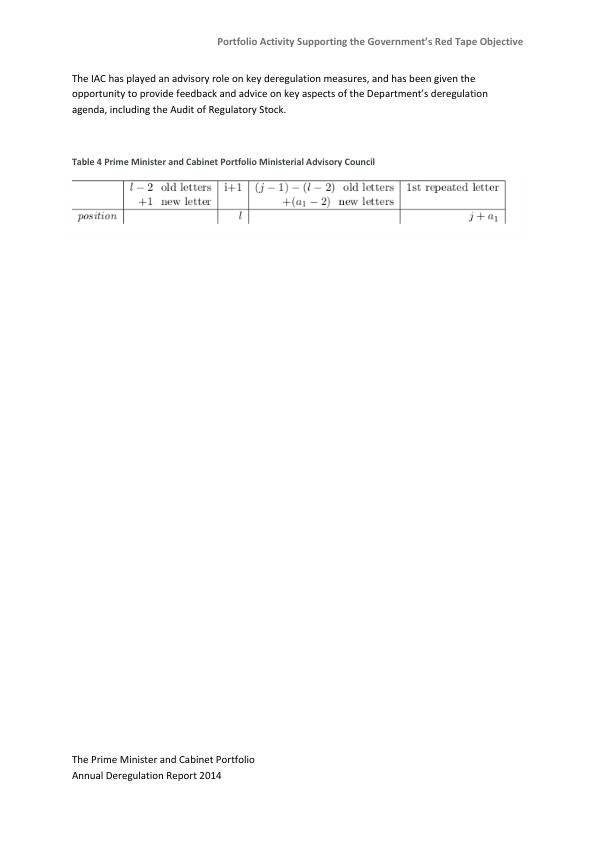 Portfolio Activity Supporting the Government’s Red Tape Objective
The IAC has played an advisory role on key deregulation measures, and has been given the
opportunity to provide feedback and advice on key aspects of the Department’s deregulation
agenda, including the Audit of Regulatory Stock.
Table 4 Prime Minister and Cabinet Portfolio Ministerial Advisory Council
l − 2 old letters i+1 (j − 1) − (l − 2) old letters 1st repeated letter
+1 new letter +(a₁ − 2) new letters
position l j + a₁
The Prime Minister and Cabinet Portfolio
Annual Deregulation Report 2014